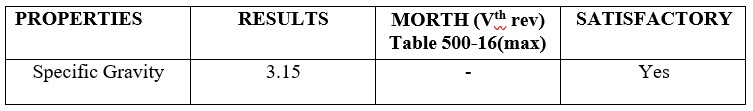 PROPERTIES RESULTS MORTH (Vth rev) SATISFACTORY
Table 500-16(max)
Specific Gravity 3.15 - Yes